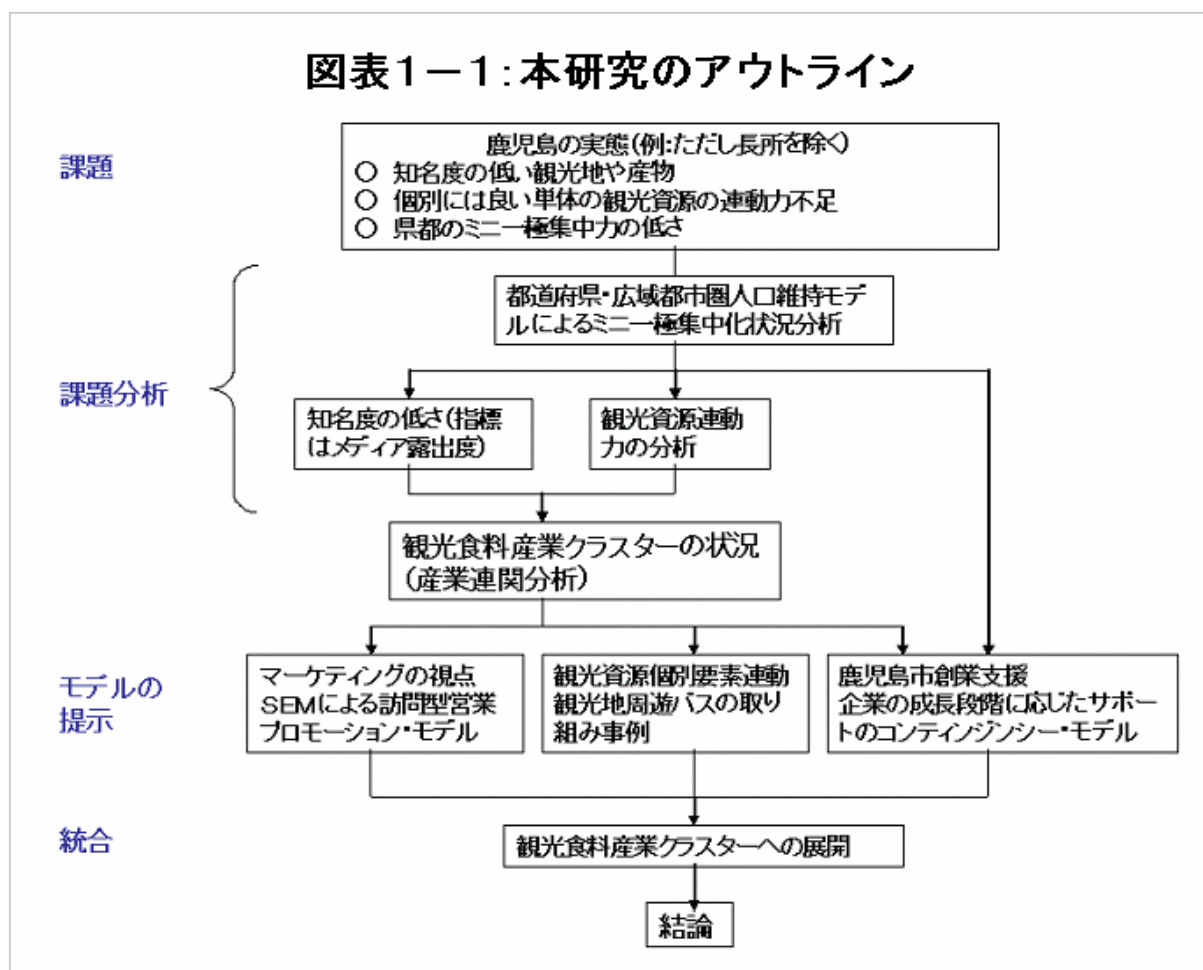 図表1-1:本研究のアウトライン
課題
鹿児島の実態(例:ただし長所を除く)
○ 知名度の低い観光地や産物
○ 個別には良い単体の観光資源の連動力不足
○ 県都のミニ一極集中力の低さ
都道府県・広域都市圏人口維持モデ
ルによるミニ一極集中化状況分析
課題分析
知名度の低さ(指標
はメディア露出度)
観光資源連動
力の分析
観光食料産業クラスターの状況
(産業連関分析)
モデルの
提示
マーケティングの視点
SEMによる訪問型営業
プロモーション・モデル
観光資源個別要素連動
観光地周遊バスの取り
組み事例
鹿児島市創業支援
企業の成長段階に応じたサポー
トのコンティンジンシー・モデル
統合
観光食料産業クラスターへの展開
結論